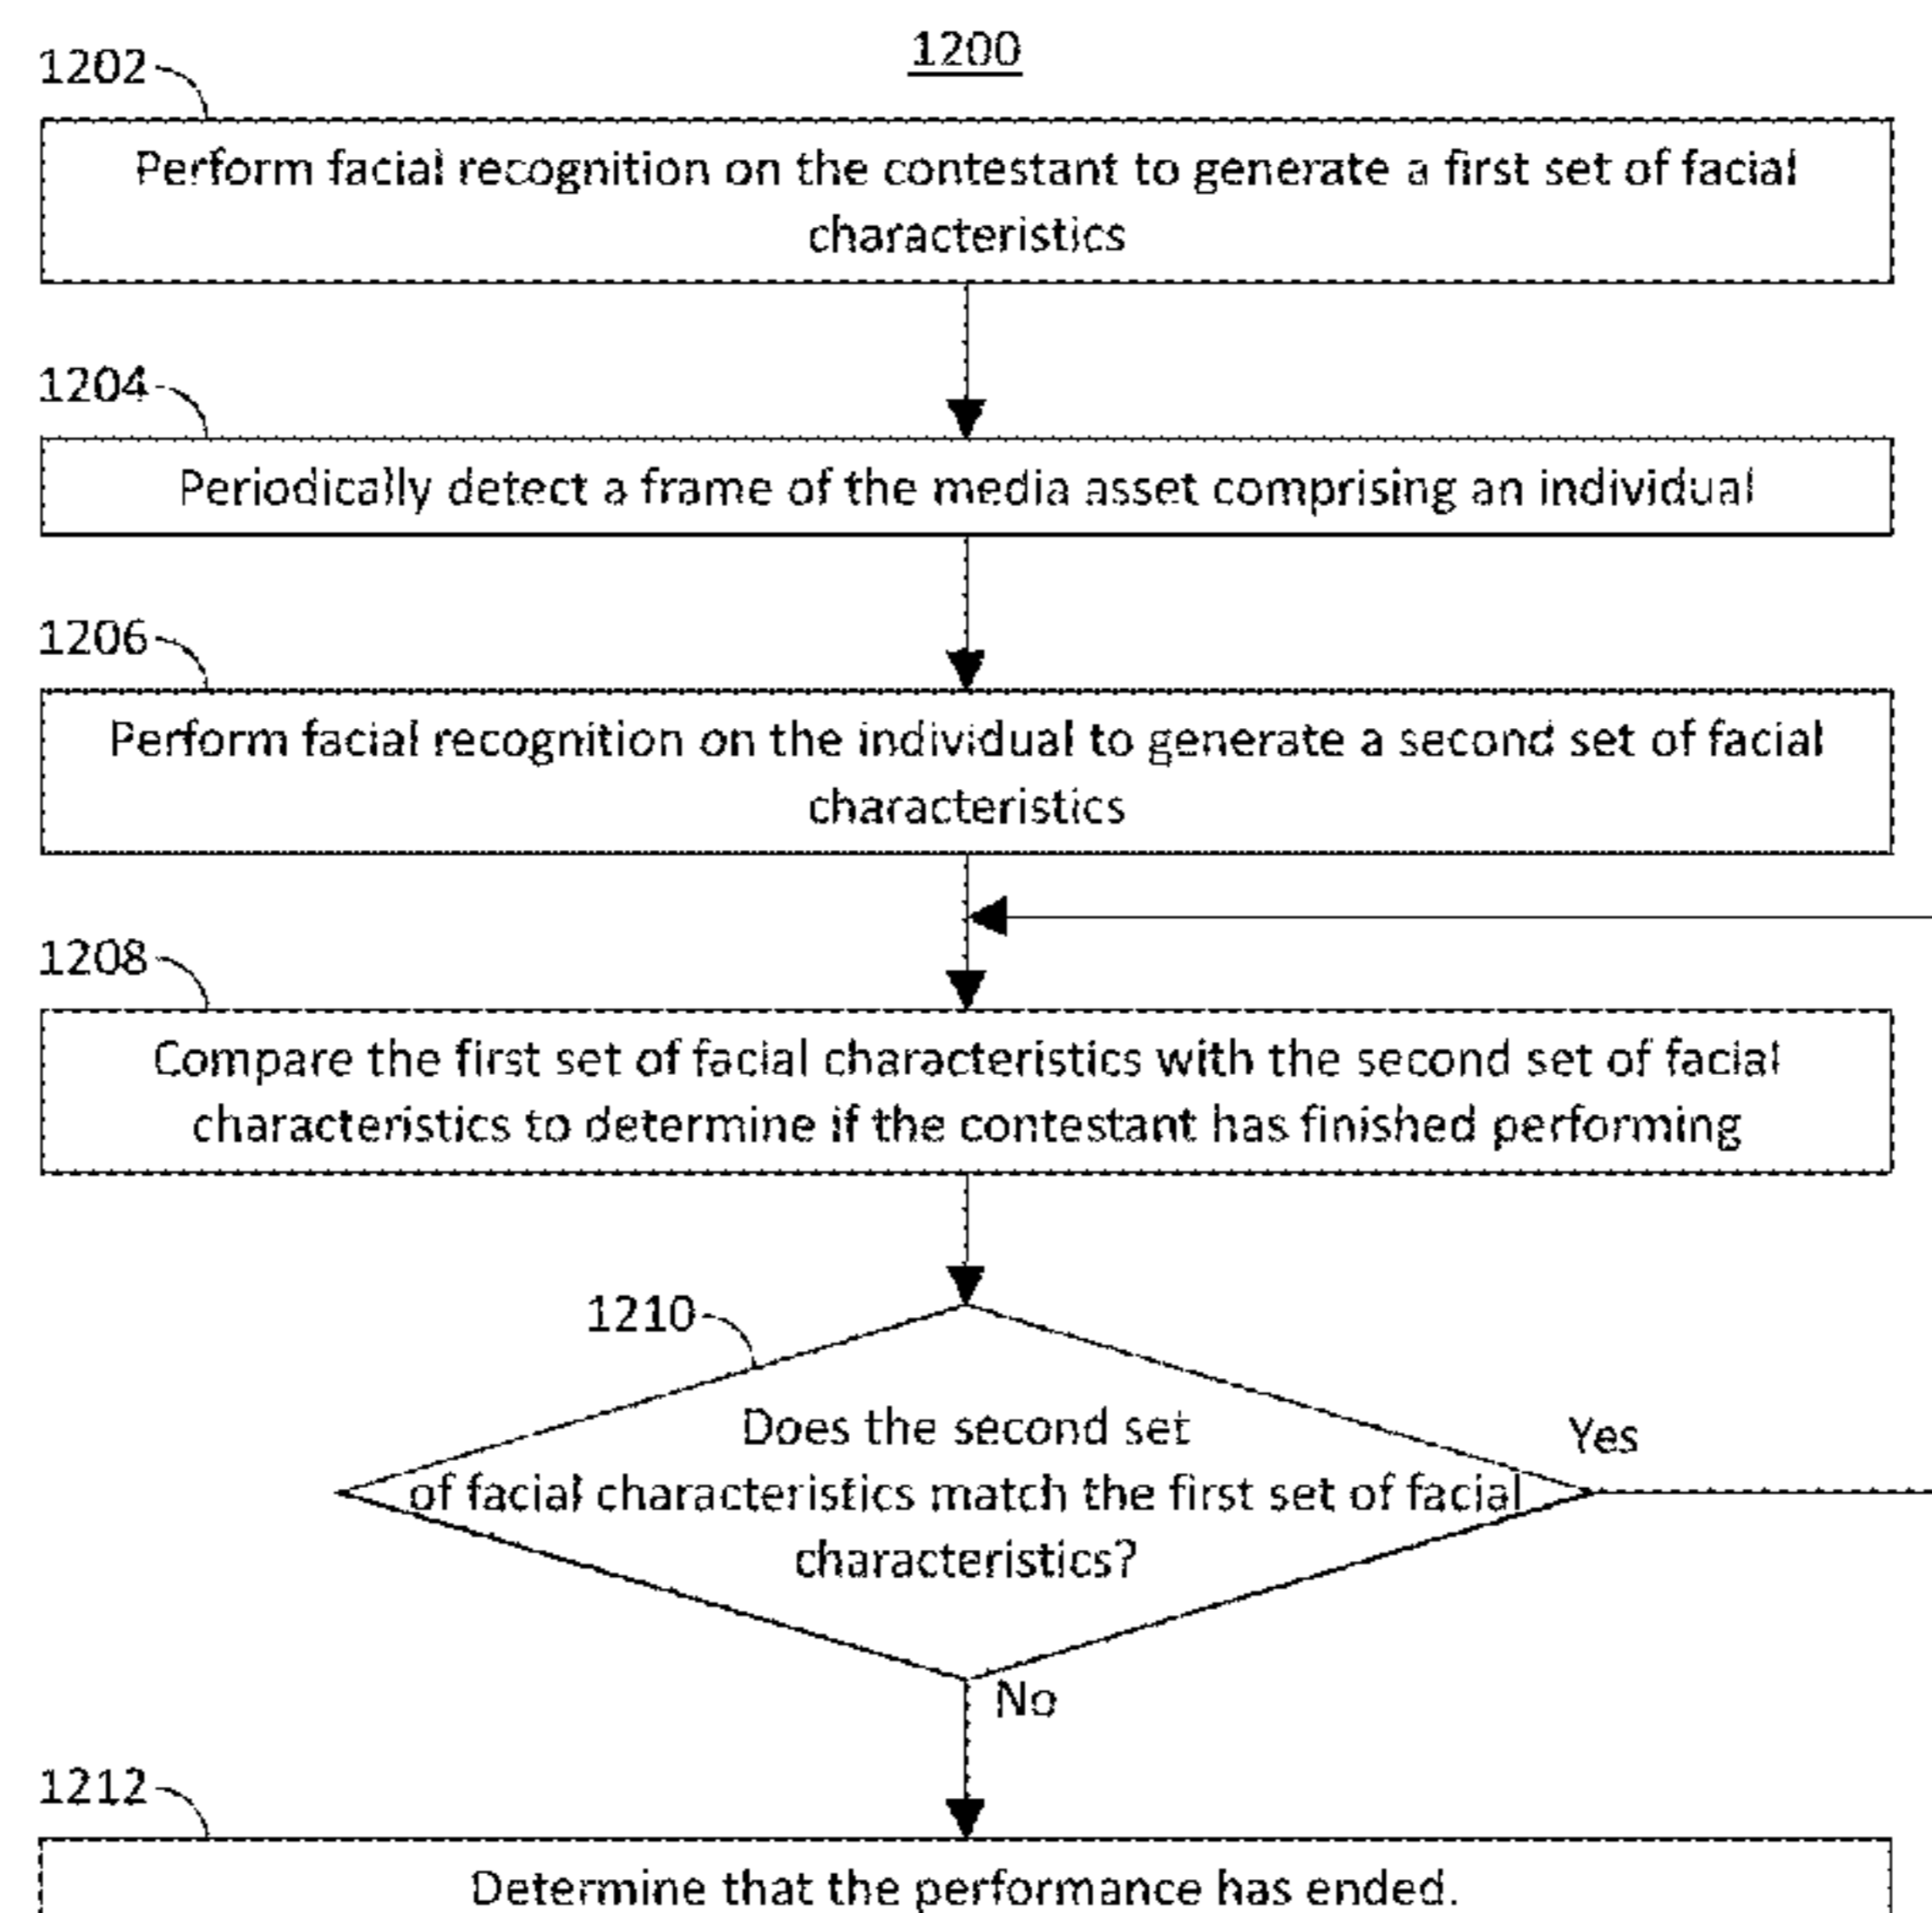 1200
1202
Perform facial recognition on the contestant to generate a first set of facial
characteristics
1204
Periodically detect a frame of the media asset comprising an individual
1206
Perform facial recognition on the individual to generate a second set of facial
characteristics
1208
Compare the first set of facial characteristics with the second set of facial
characteristics to determine if the contestant has finished performing
1210
Does the second set
of facial characteristics match the first set of facial
characteristics?
Yes
No
1212
Determine that the performance has ended.